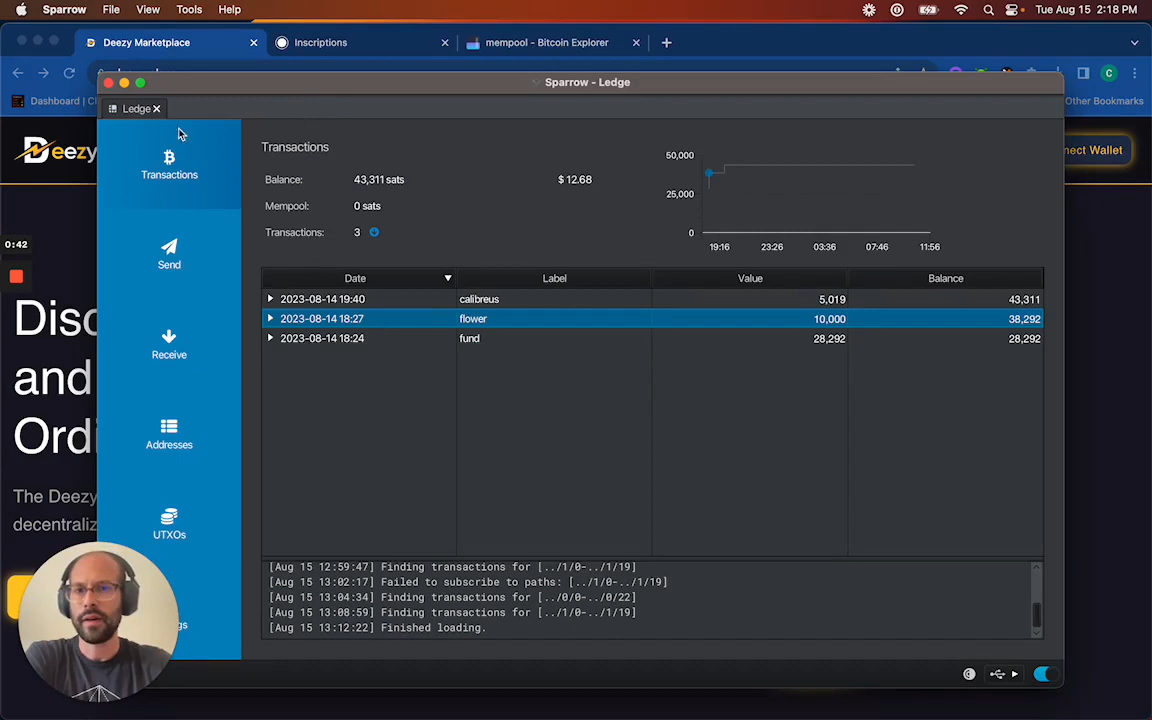 Sparrow File View Tools Help
Tue Aug 15 2:18 PM
Deezy Marketplace
Inscriptions
mempool - Bitcoin Explorer
C
Sparrow - Ledge
Dashboard | Cl
Other Bookmarks
Ledge
Deezy
nect Wallet
Transactions
Send
Receive
Addresses
UTXOs
gs
Transactions
Balance: 43,311 sats $ 12.68
Mempool: 0 sats
Transactions: 3
50,000
25,000
0
19:16 23:26 03:36 07:46 11:56
Date Label Value Balance
2023-08-14 19:40 calibreus 5,019 43,311
2023-08-14 18:27 flower 10,000 38,292
2023-08-14 18:24 fund 28,292 28,292
[Aug 15 12:59:47] Finding transactions for [../1/0-../1/19]
[Aug 15 13:02:17] Failed to subscribe to paths: [../1/0-../1/19]
[Aug 15 13:04:34] Finding transactions for [../0/0-../0/22]
[Aug 15 13:08:59] Finding transactions for [../1/0-../1/19]
[Aug 15 13:12:22] Finished loading.
0:42
Disc
and
Ordi
The Deezy
decentraliz